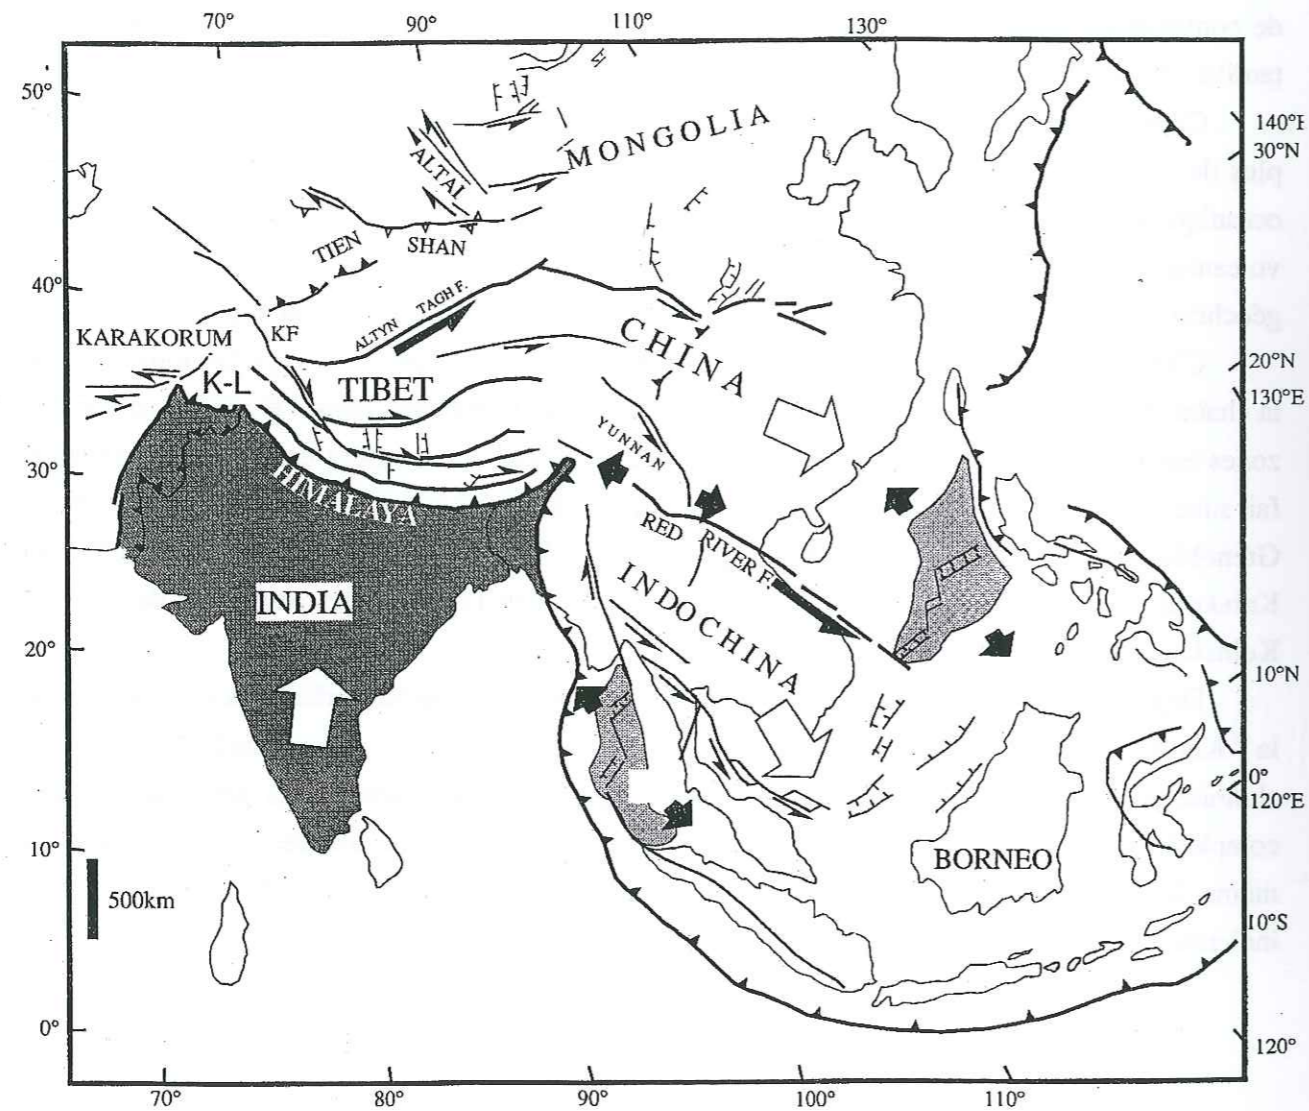 70° 90° 110° 130°
50°
140°E
30°N
MONGOLIA
ALTAI
TIEN SHAN
40°
ALTYN TAGH F.
KARAKORUM KF
CHINA
20°N
130°E
K-L TIBET
YUNNAN
30°
HIMALAYA
RED RIVER F.
INDIA
INDOCHINA
20°
10°N
0°
120°E
10°
BORNEO
500km
10°S
0°
120°
70° 80° 90° 100° 110°